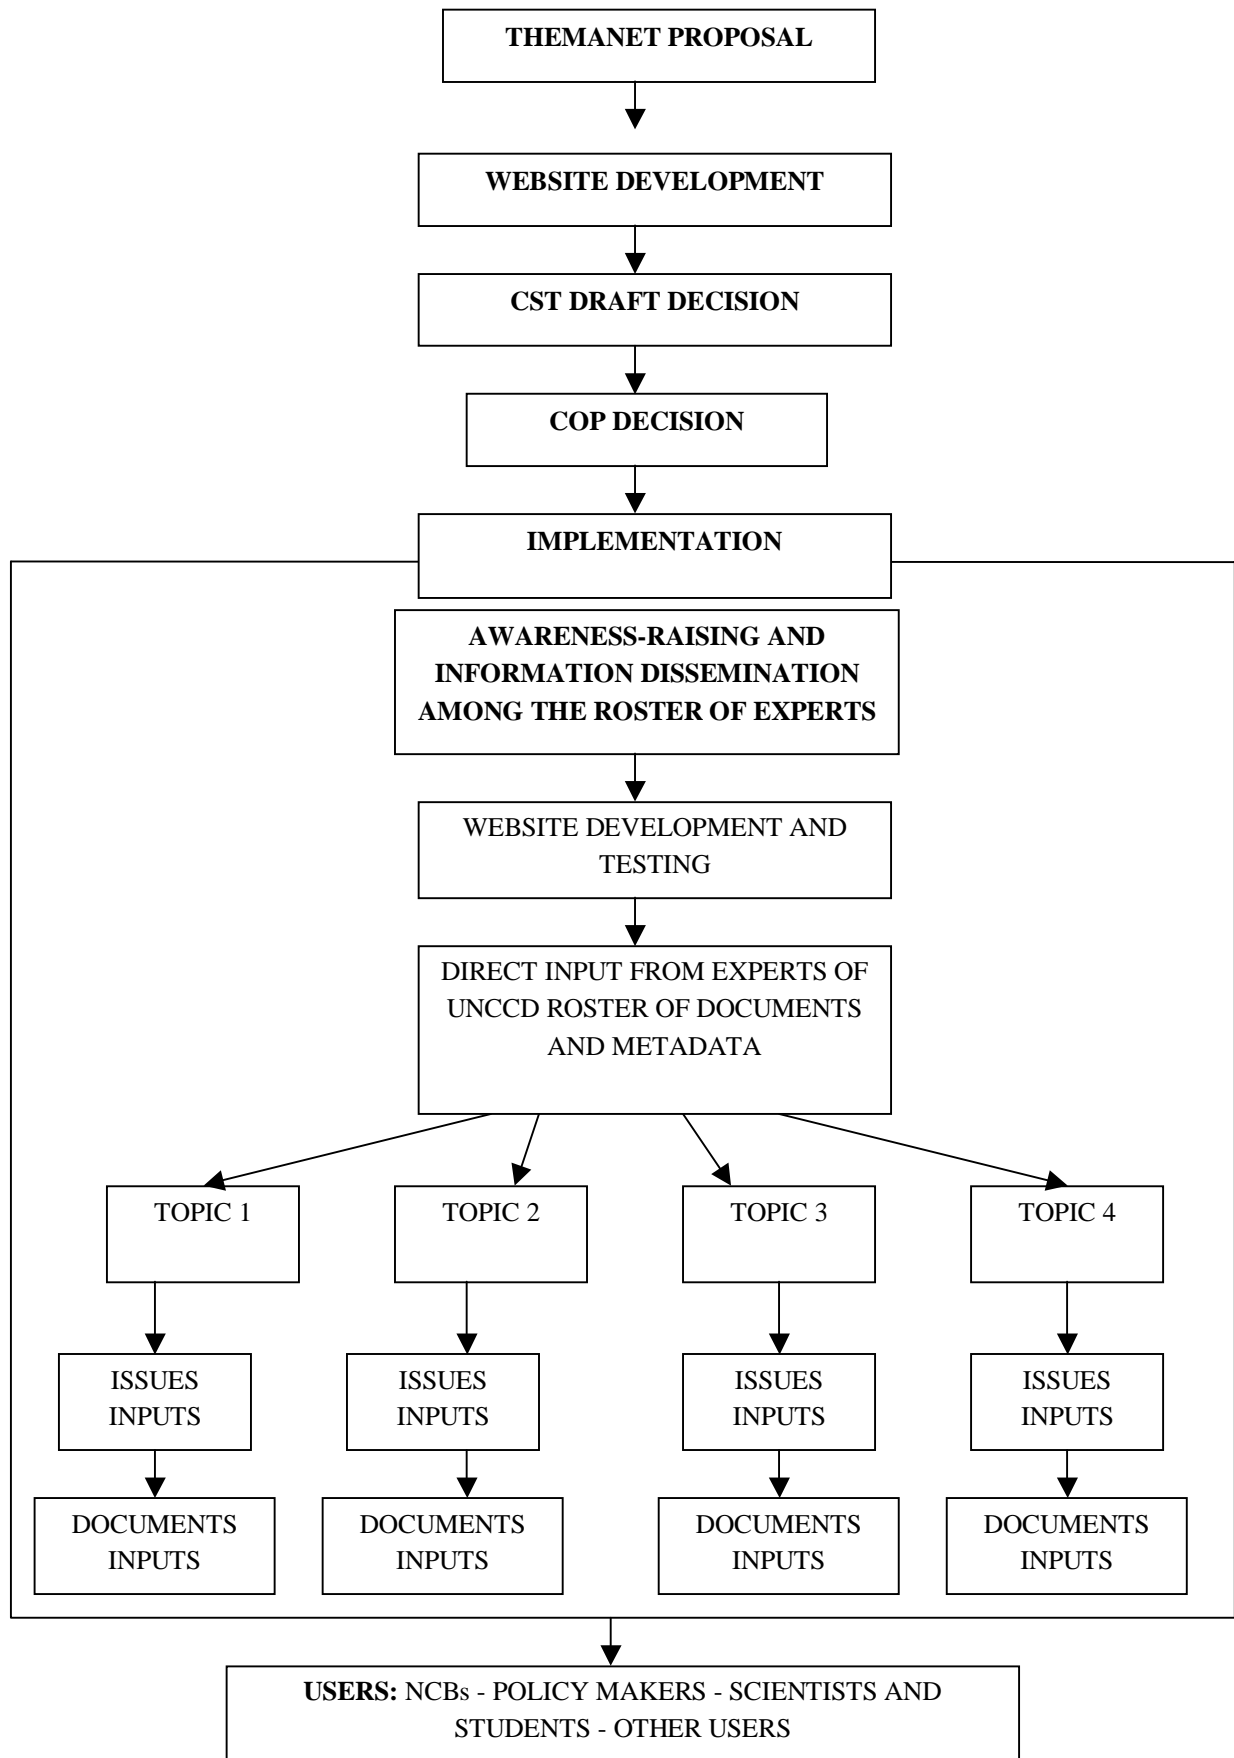 THEMANET PROPOSAL
WEBSITE DEVELOPMENT
CST DRAFT DECISION
COP DECISION
IMPLEMENTATION
AWARENESS-RAISING AND
INFORMATION DISSEMINATION
AMONG THE ROSTER OF EXPERTS
WEBSITE DEVELOPMENT AND
TESTING
DIRECT INPUT FROM EXPERTS OF
UNCCD ROSTER OF DOCUMENTS
AND METADATA
TOPIC 1
TOPIC 2
TOPIC 3
TOPIC 4
ISSUES
INPUTS
ISSUES
INPUTS
ISSUES
INPUTS
ISSUES
INPUTS
DOCUMENTS
INPUTS
DOCUMENTS
INPUTS
DOCUMENTS
INPUTS
DOCUMENTS
INPUTS
USERS: NCBs - POLICY MAKERS - SCIENTISTS AND
STUDENTS - OTHER USERS